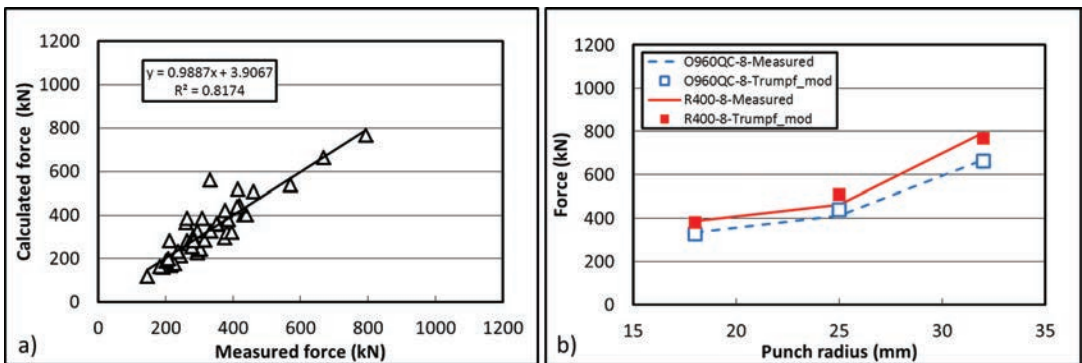 1200
1000
800
600
400
200
0
Calculated force (kN)
y = 0.9887x + 3.9067
R² = 0.8174
0 200 400 600 800 1000 1200
Measured force (kN)
a)
1200
1000
800
600
400
200
0
Force (kN)
O960QC-8-Measured
O960QC-8-Trumpf_mod
R400-8-Measured
R400-8-Trumpf_mod
15 20 25 30 35
Punch radius (mm)
b)